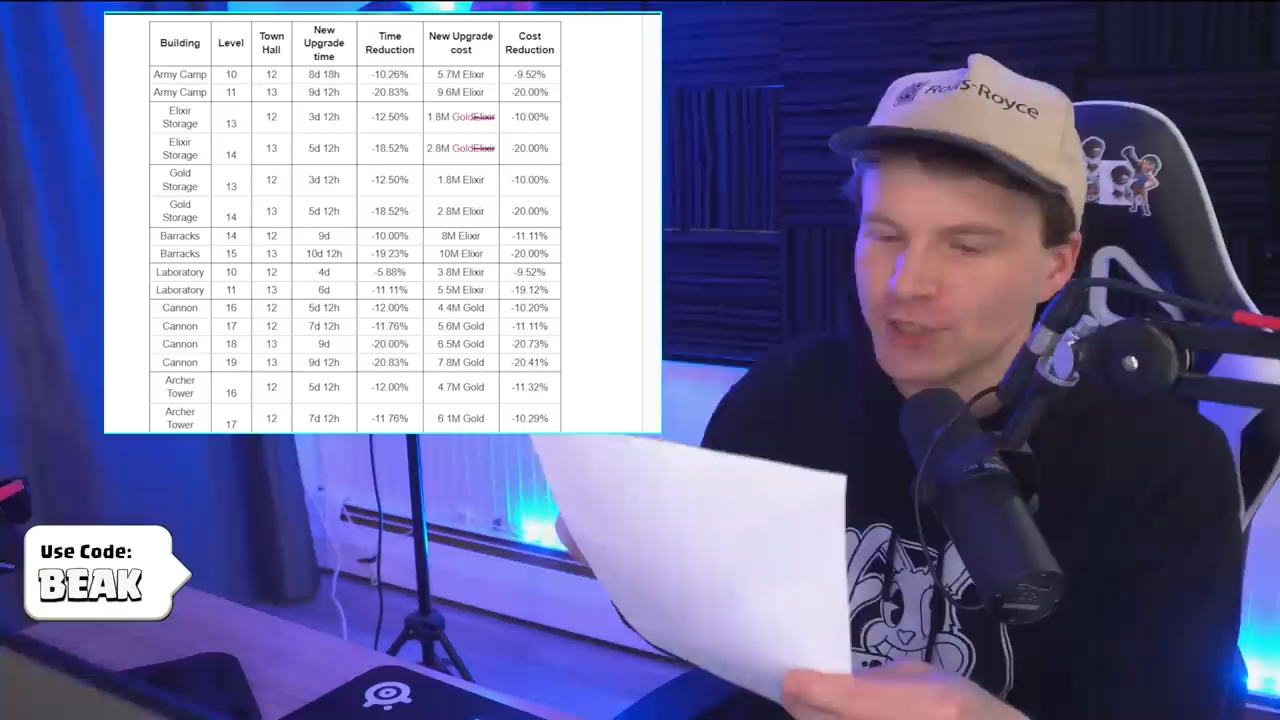 Building Level Town Hall New Upgrade time Time Reduction New Upgrade cost Cost Reduction
Army Camp 10 12 8d 18h -10.26% 5.7M Elixir -9.52%
Army Camp 11 13 9d 12h -20.83% 9.6M Elixir -20.00%
Elixir Storage 13 12 3d 12h -12.50% 1.8M GoldElixir -10.00%
Elixir Storage 14 13 5d 12h -18.52% 2.8M GoldElixir -20.00%
Gold Storage 13 12 3d 12h -12.50% 1.8M Elixir -10.00%
Gold Storage 14 13 5d 12h -18.52% 2.8M Elixir -20.00%
Barracks 14 12 9d -10.00% 8M Elixir -11.11%
Barracks 15 13 10d 12h -19.23% 10M Elixir -20.00%
Laboratory 10 12 4d -5.88% 3.8M Elixir -9.52%
Laboratory 11 13 6d -11.11% 5.5M Elixir -19.12%
Cannon 16 12 5d 12h -12.00% 4.4M Gold -10.20%
Cannon 17 12 7d 12h -11.76% 5.6M Gold -11.11%
Cannon 18 13 9d -20.00% 6.5M Gold -20.73%
Cannon 19 13 9d 12h -20.83% 7.8M Gold -20.41%
Archer Tower 16 12 5d 12h -12.00% 4.7M Gold -11.32%
Archer Tower 17 12 7d 12h -11.76% 6.1M Gold -10.29%
Rolls-Royce
Use Code:
BEAK